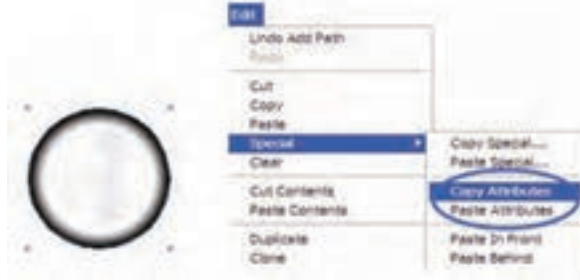 Edit
Undo Add Path
Redo
Cut
Copy
Paste
Special
Clear
Cut Contents
Paste Contents
Duplicate
Clone
Copy Special...
Paste Special...
Copy Attributes
Paste Attributes
Paste In Front
Paste Behind